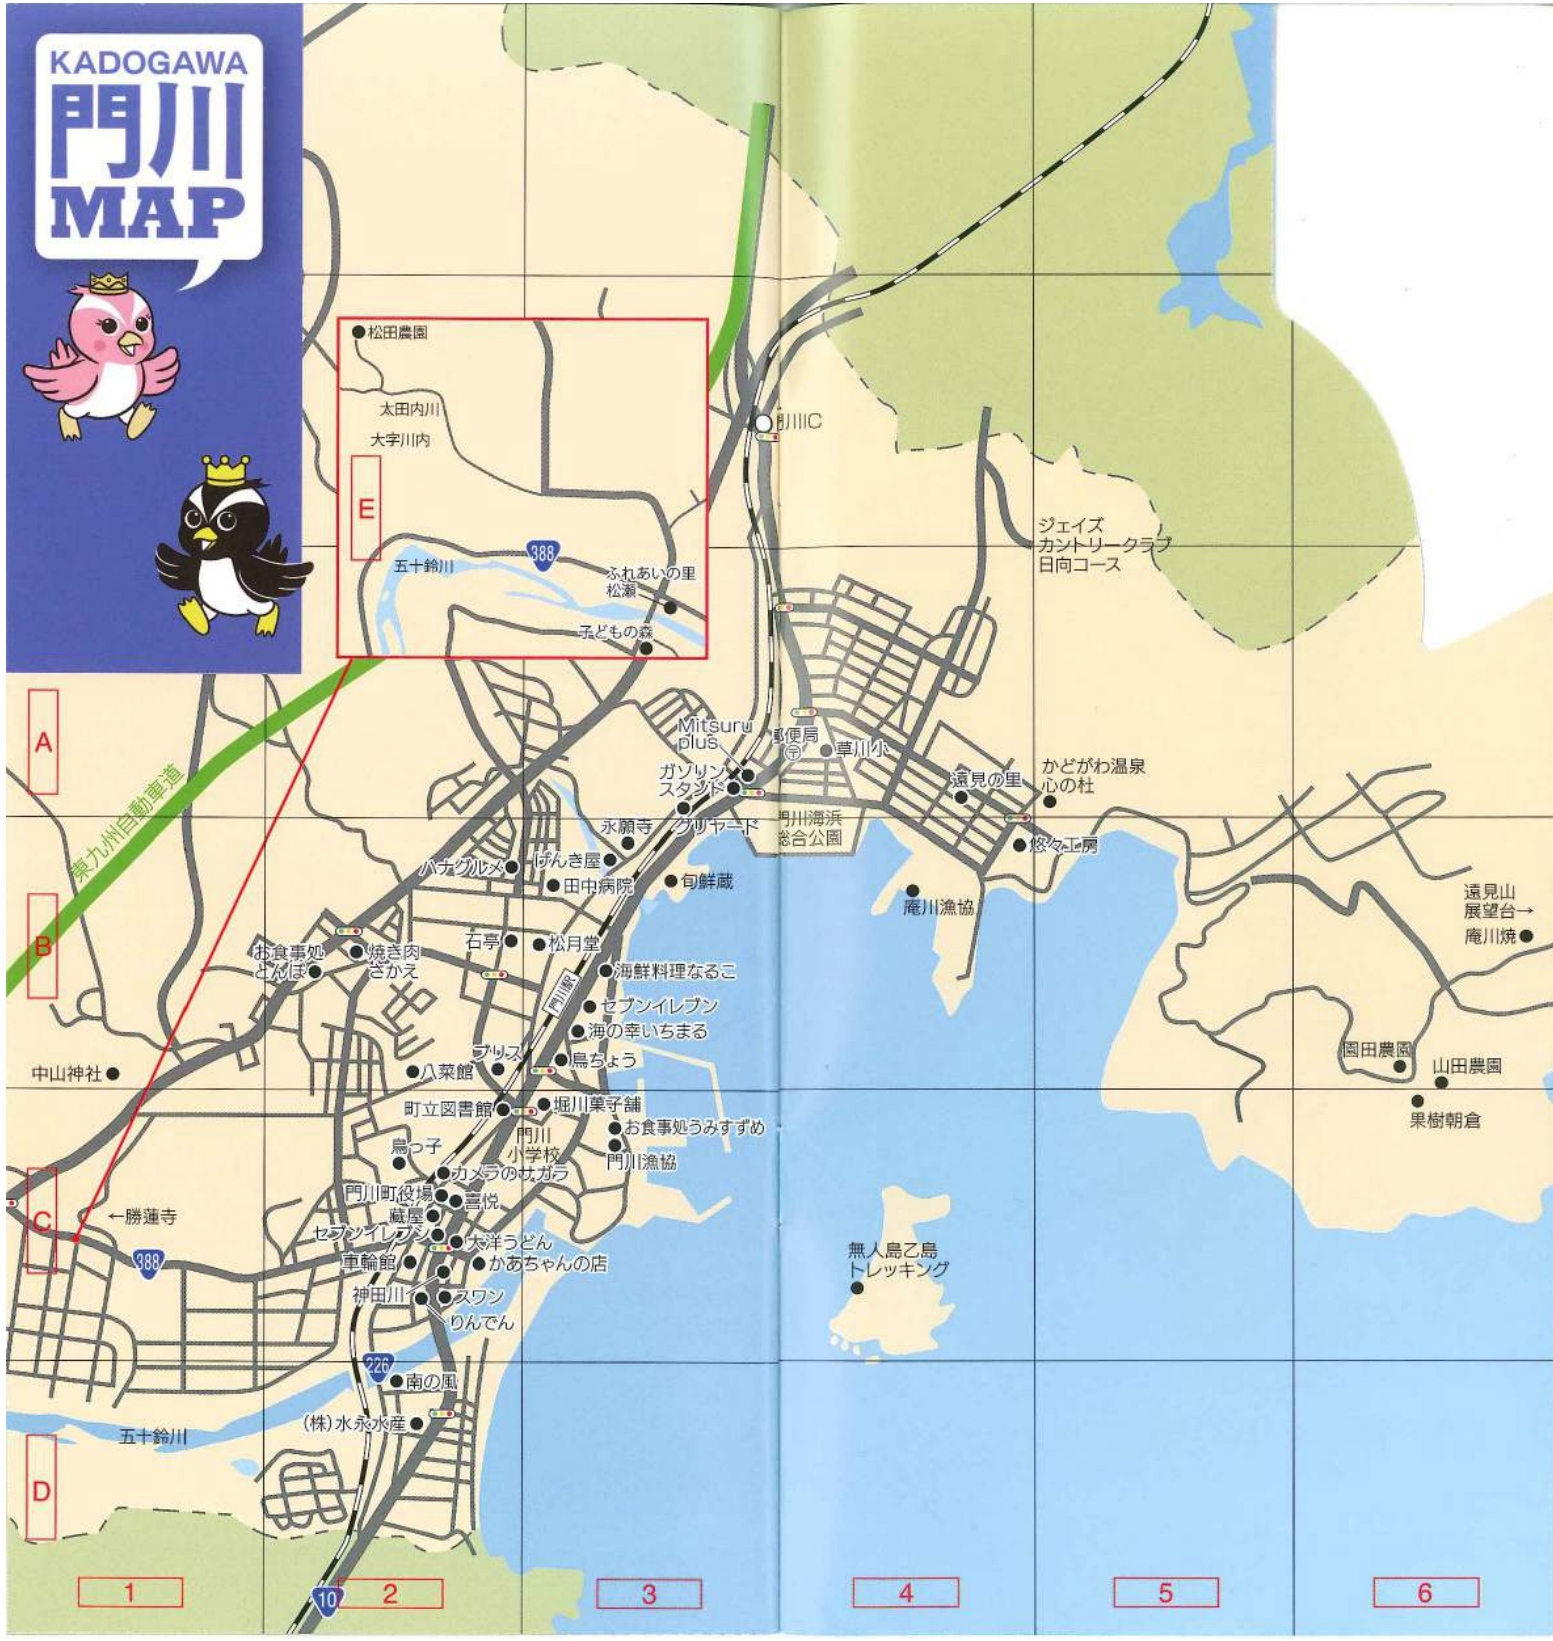 KADOGAWA
門川
MAP
松田農園
太田内川
大字川内
E
388
五十鈴川
ふれあいの里
松瀬
子どもの森
門川IC
ジェイズ
カントリークラブ
日向コース
A
東九州自動車道
Mitsuru
plus
郵便局
草川小
ガソリン
スタンド
グリヤード
遠見の里
かどがわ温泉
心の杜
門川海浜
総合公園
悠々工房
永願寺
げんき屋
ハナグルメ
田中病院
旬鮮蔵
庵川漁協
遠見山
展望台→
庵川焼
B
お食事処
とんぼ
焼き肉
さかえ
石亭
松月堂
海鮮料理なるこ
門川駅
セブンイレブン
海の幸いちまる
鳥ちょう
ブリス
八菜館
中山神社
園田農園
山田農園
果樹朝倉
町立図書館
堀川菓子舗
門川
小学校
お食事処うみすずめ
門川漁協
鳥っ子
カメラのサガラ
門川町役場
喜悦
蔵屋
セブンイレブン
大洋うどん
車輪館
かあちゃんの店
神田川
スワン
りんでん
C
←勝蓮寺
388
無人島乙島
トレッキング
226
南の風
(株)水永水産
五十鈴川
D
10
1
2
3
4
5
6